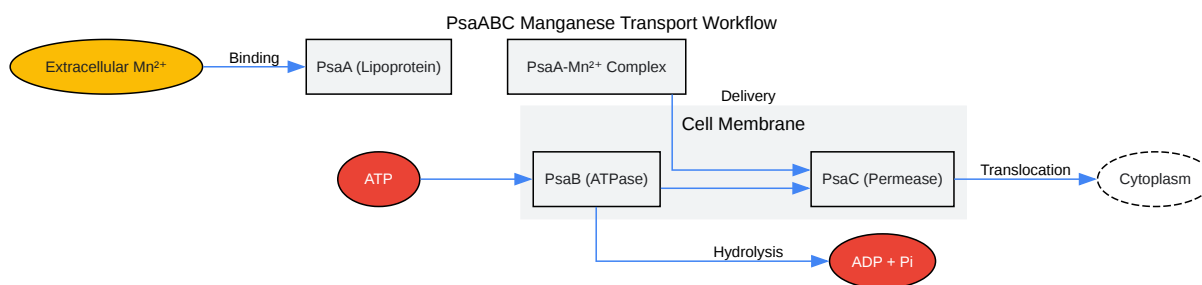 PsaABC Manganese Transport Workflow
Extracellular Mn²⁺
Binding
PsaA (Lipoprotein)
PsaA-Mn²⁺ Complex
Delivery
Cell Membrane
ATP
PsaB (ATPase)
PsaC (Permease)
Translocation
Cytoplasm
Hydrolysis
ADP + Pi